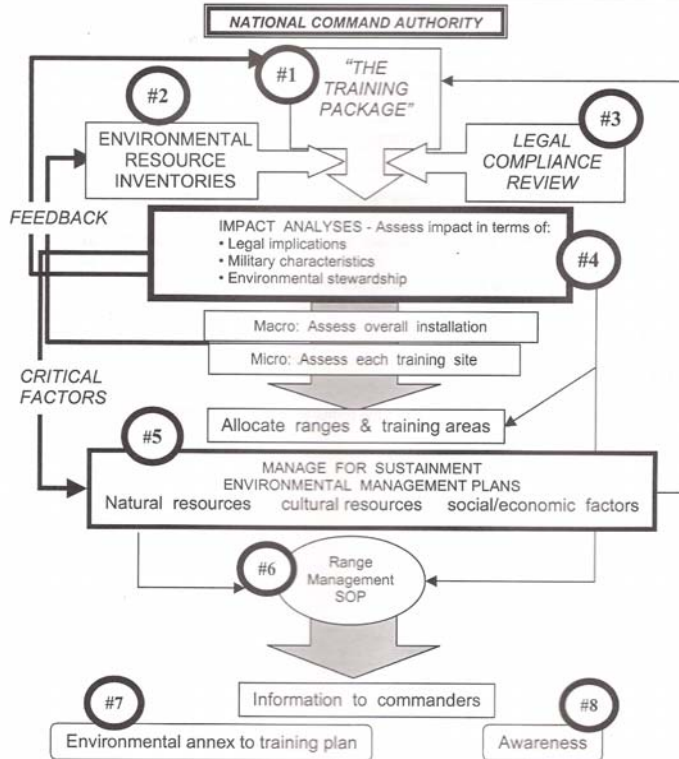 NATIONAL COMMAND AUTHORITY
#1
"THE
TRAINING
PACKAGE"
#2
ENVIRONMENTAL
RESOURCE
INVENTORIES
#3
LEGAL
COMPLIANCE
REVIEW
FEEDBACK
IMPACT ANALYSES - Assess impact in terms of:
• Legal implications
• Military characteristics
• Environmental stewardship
#4
Macro: Assess overall installation
Micro: Assess each training site
CRITICAL
FACTORS
Allocate ranges & training areas
#5
MANAGE FOR SUSTAINMENT
ENVIRONMENTAL MANAGEMENT PLANS
Natural resources cultural resources social/economic factors
#6
Range
Management
SOP
Information to commanders
#7
Environmental annex to training plan
#8
Awareness